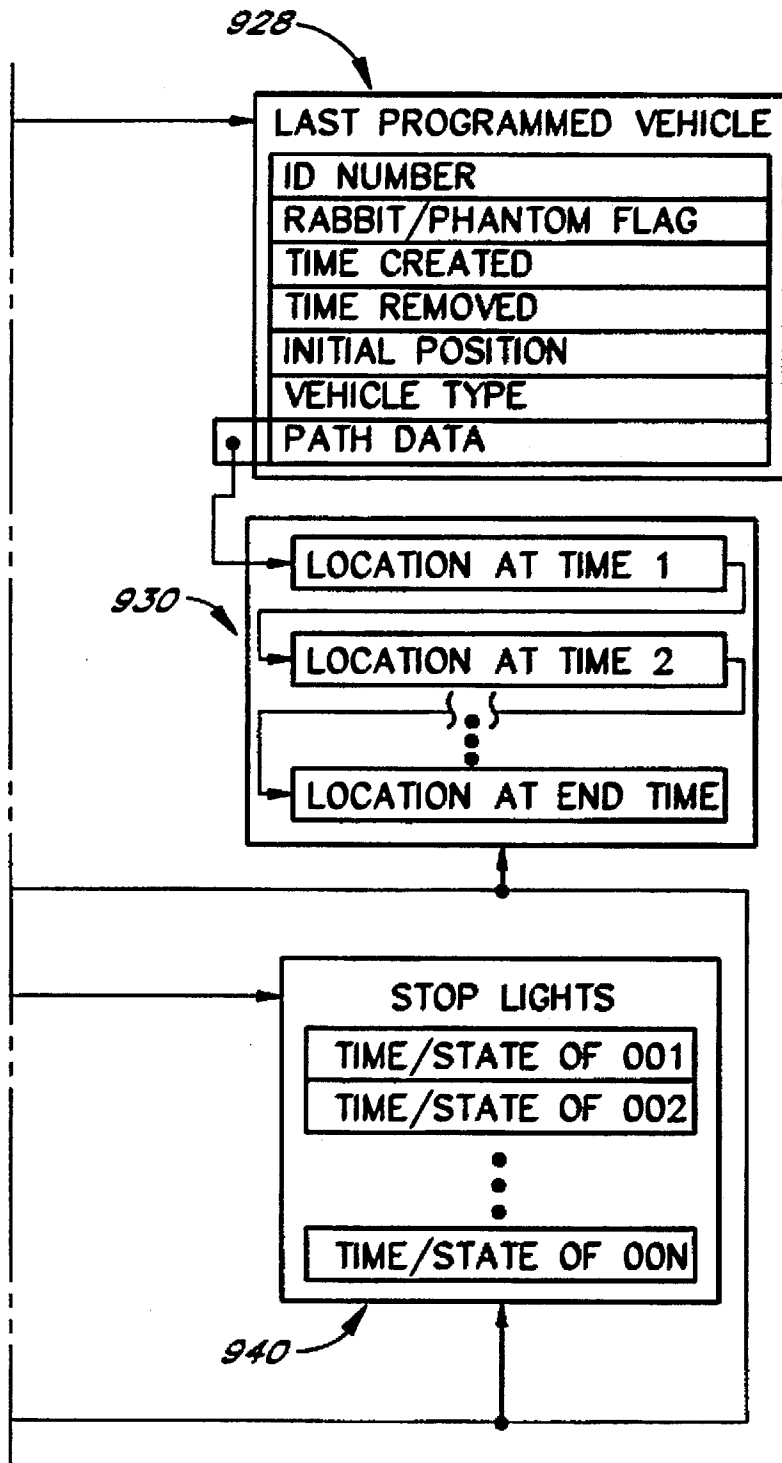 928
LAST PROGRAMMED VEHICLE
ID NUMBER
RABBIT/PHANTOM FLAG
TIME CREATED
TIME REMOVED
INITIAL POSITION
VEHICLE TYPE
PATH DATA
930
LOCATION AT TIME 1
LOCATION AT TIME 2
LOCATION AT END TIME
STOP LIGHTS
TIME/STATE OF 001
TIME/STATE OF 002
TIME/STATE OF 00N
940